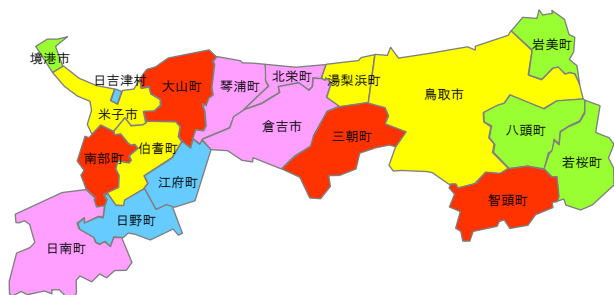 岩美町
境港市
日吉津村
大山町
琴浦町
北栄町
湯梨浜町
鳥取市
米子市
倉吉市
三朝町
八頭町
南部町
伯耆町
若桜町
江府町
智頭町
日野町
日南町